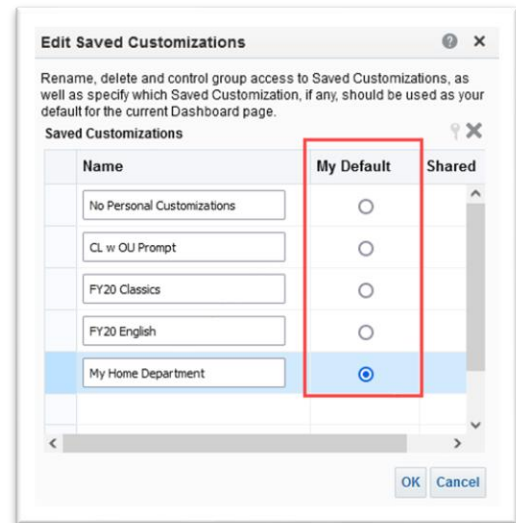 Edit Saved Customizations
Rename, delete and control group access to Saved Customizations, as
well as specify which Saved Customization, if any, should be used as your
default for the current Dashboard page.
Saved Customizations
Name My Default Shared
No Personal Customizations
CL w OU Prompt
FY20 Classics
FY20 English
My Home Department
OK Cancel